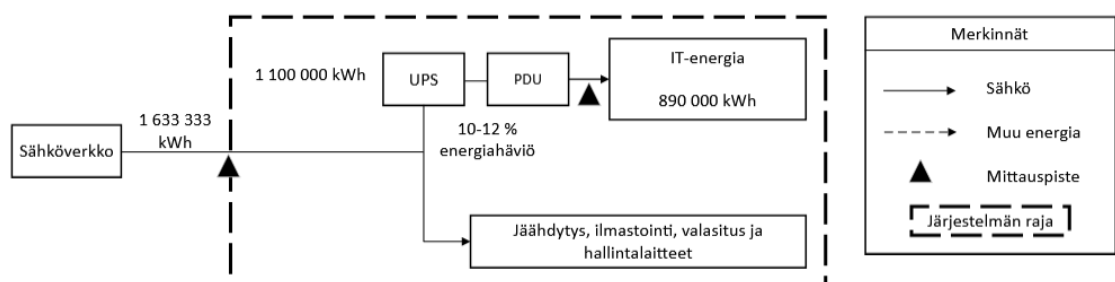 Sähköverkko
1 633 333
kWh
1 100 000 kWh
UPS
PDU
IT-energia
890 000 kWh
10-12 %
energiahäviö
Jäähdytys, ilmastointi, valasitus ja
hallintalaitteet
Merkinnät
Sähkö
Muu energia
Mittauspiste
Järjestelmän raja